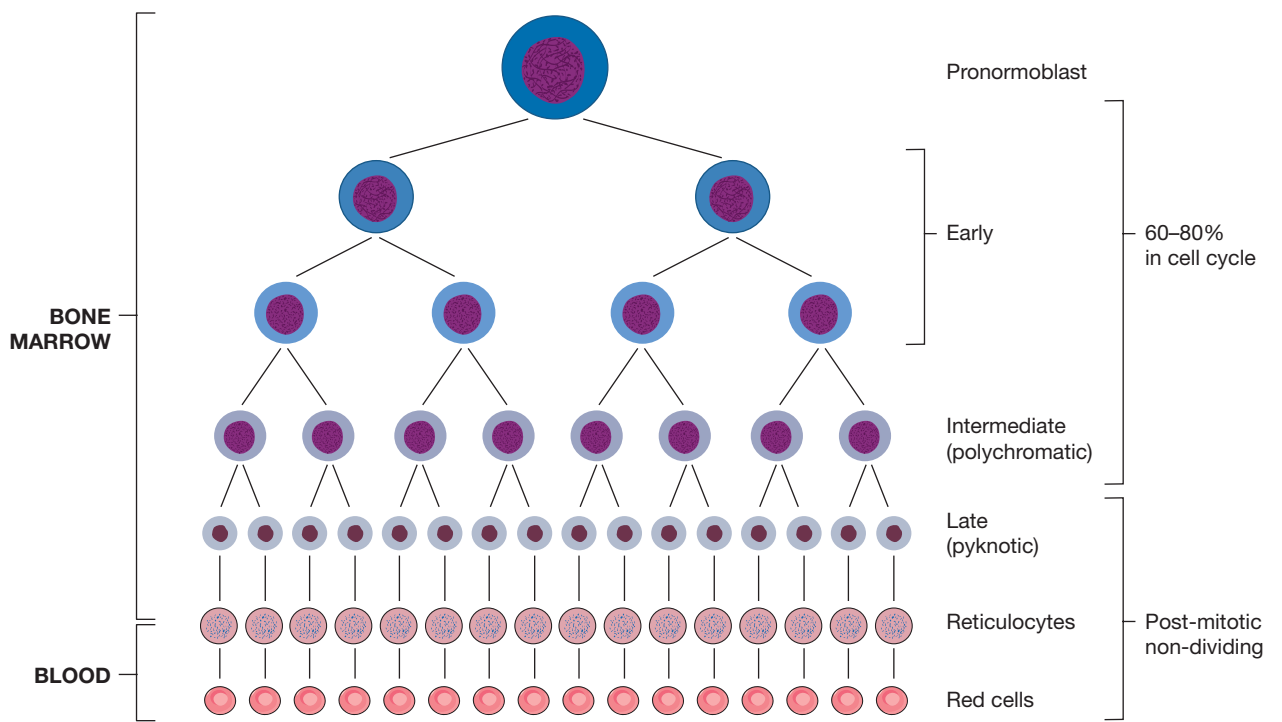 Pronormoblast
Early
60–80%
in cell cycle
BONE
MARROW
Intermediate
(polychromatic)
Late
(pyknotic)
Reticulocytes
Post-mitotic
non-dividing
BLOOD
Red cells